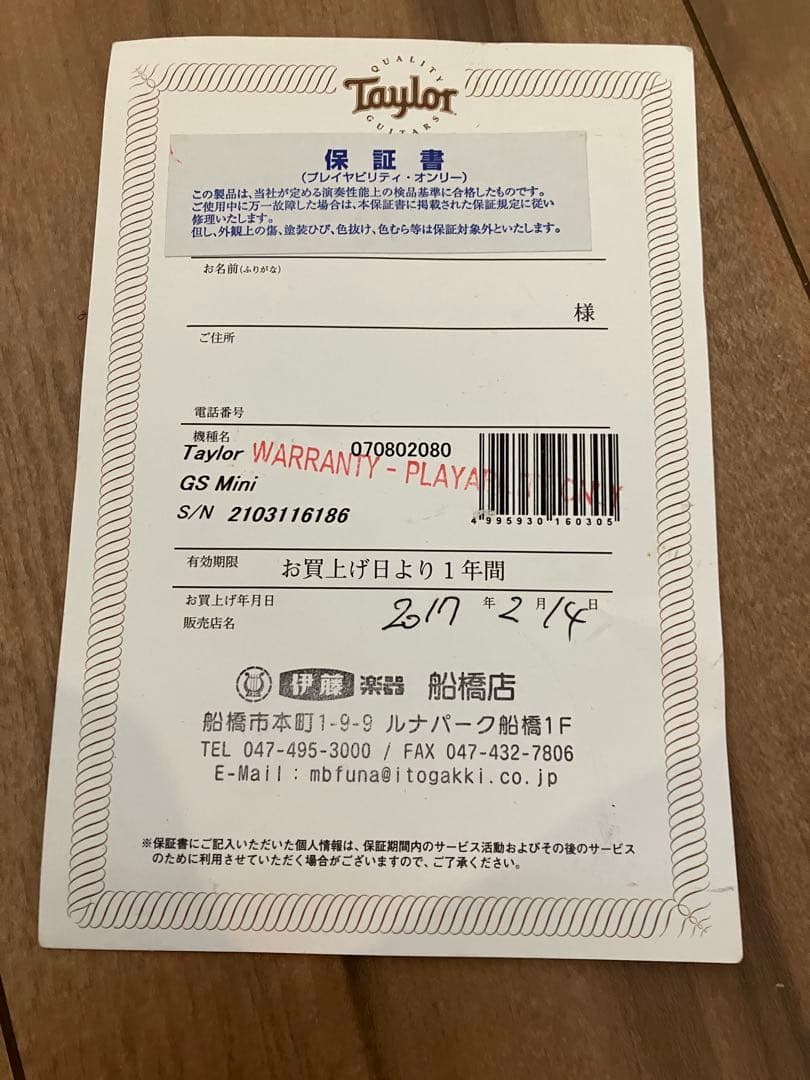 QUALITY
Taylor
GUITARS
保証書
(プレイヤビリティ・オンリー)
この製品は、当社が定める演奏性能上の検品基準に合格したものです。
ご使用中に万一故障した場合は、本保証書に掲載された保証規定に従い
修理いたします。
但し、外観上の傷、塗装ひび、色抜け、色むら等は保証対象外といたします。
お名前(ふりがな)
様
ご住所
電話番号
機種名
Taylor 070802080
WARRANTY - ONLY
GS Mini
S/N 2103116186
4995930160305
有効期限 お買上げ日より1年間
お買上げ年月日 2017年2月14日
販売店名
伊藤楽器 船橋店
船橋市本町1-9-9 ルナパーク船橋1F
TEL 047-495-3000 / FAX 047-432-7806
E-Mail : mbfuna@itogakki.co.jp
※保証書にご記入いただいた個人情報は、保証期間内のサービス活動およびその後のサービス
のために利用させていただく場合がございますので、ご了承ください。